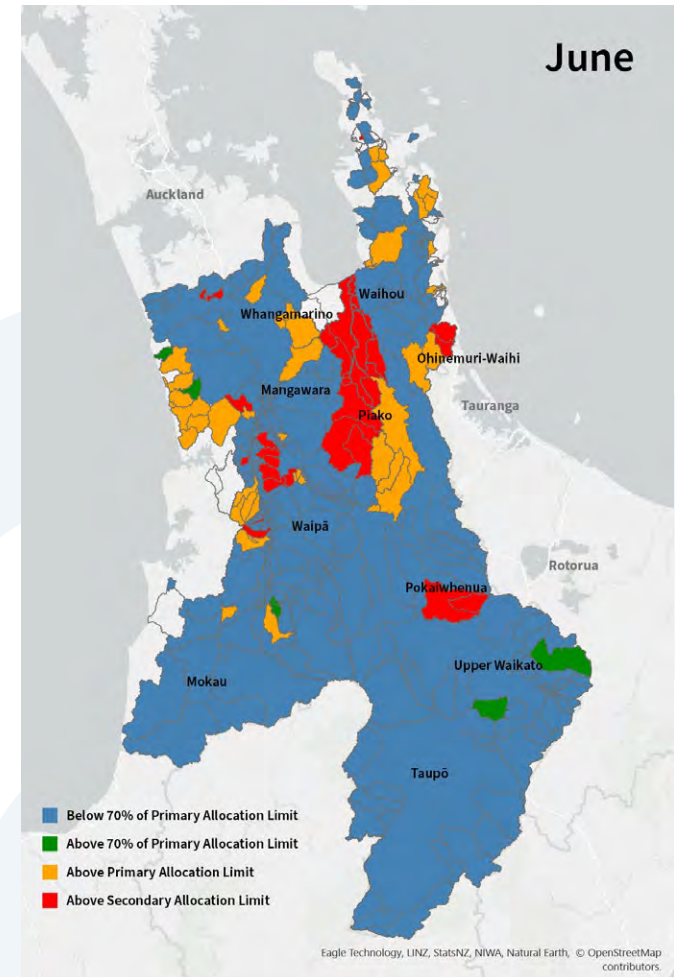 June
Auckland
Waihou
Whangamarino
Ohinemuri-Waihi
Mangawara
Tauranga
Piako
Waipā
Rotorua
Pokaiwhenua
Upper Waikato
Mokau
Taupō
Below 70% of Primary Allocation Limit
Above 70% of Primary Allocation Limit
Above Primary Allocation Limit
Above Secondary Allocation Limit
Eagle Technology, LINZ, StatsNZ, NIWA, Natural Earth, © OpenStreetMap
contributors.